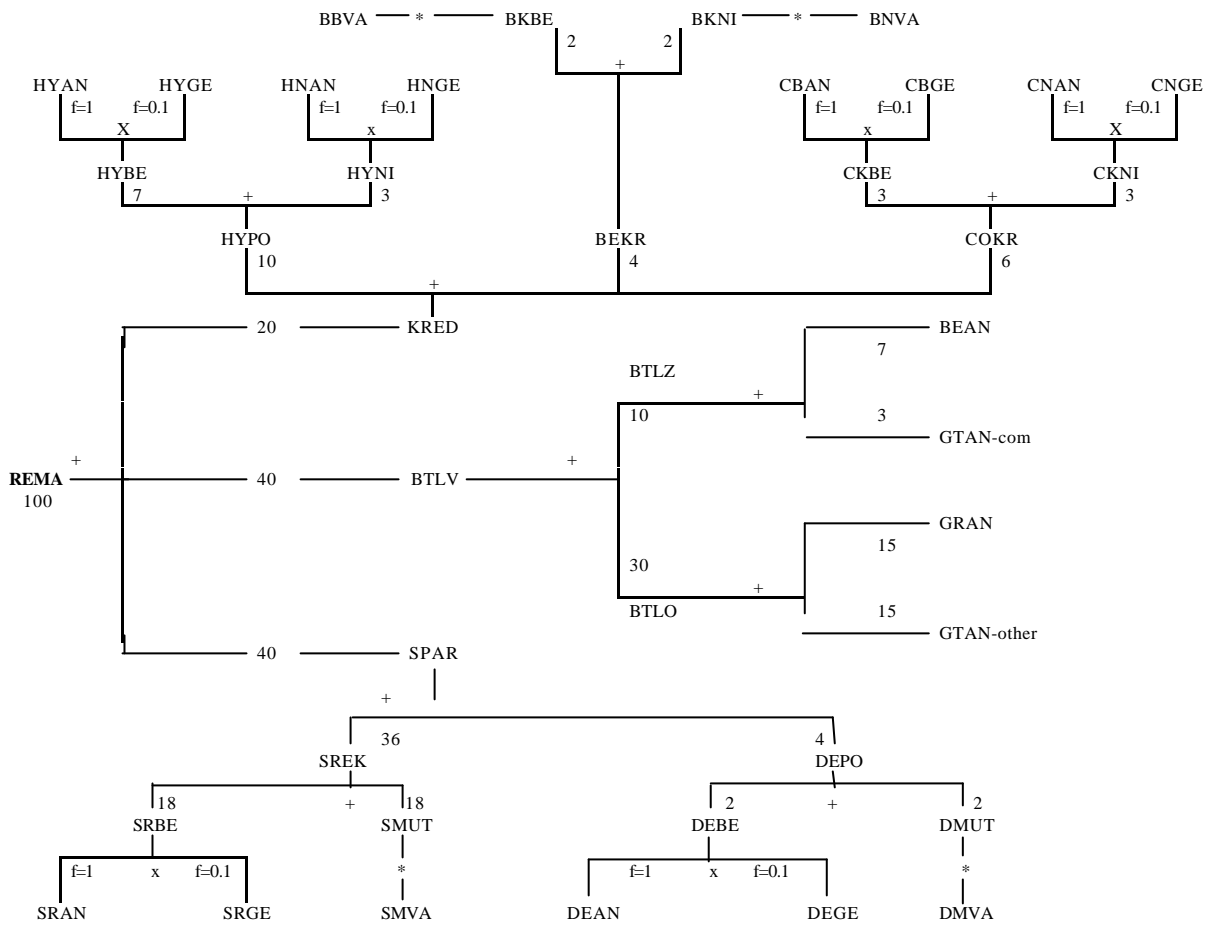 BBVA * BKBE BKNI * BNVA
2 2
+
HYAN HYGE HNAN HNGE CBAN CBGE CNAN CNGE
f=1 f=0.1 f=1 f=0.1 f=1 f=0.1 f=1 f=0.1
X x x X
HYBE HYNI CKBE CKNI
7 + 3 3 + 3
HYPO BEKR COKR
10 4 6
+
20 KRED BEAN
7
BTLZ
+
10 3
GTAN-com
+ +
REMA 40 BTLV
100
GRAN
15
30
+
BTLO 15
GTAN-other
40 SPAR
+
36 4
SREK DEPO
18 + 18 2 + 2
SRBE SMUT DEBE DMUT
f=1 x f=0.1 * f=1 x f=0.1 *
SRAN SRGE SMVA DEAN DEGE DMVA